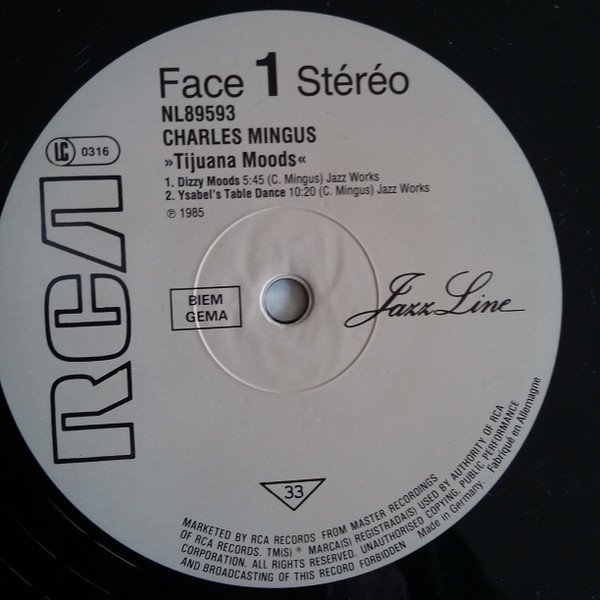 Face 1 Stéréo
NL89593
CHARLES MINGUS
»Tijuana Moods«
1. Dizzy Moods 5:45 (C. Mingus) Jazz Works
2. Ysabel's Table Dance 10:20 (C. Mingus) Jazz Works
℗ 1985
LC 0316
RCA
BIEM
GEMA
Jazz Line
33
MARKETED BY RCA RECORDS FROM MASTER RECORDINGS
OF RCA RECORDS. TM(S) ® MARCA(S) REGISTRADA(S) USED BY AUTHORITY OF RCA
CORPORATION. ALL RIGHTS RESERVED. UNAUTHORISED COPYING, PUBLIC PERFORMANCE
AND BROADCASTING OF THIS RECORD FORBIDDEN Made in Germany. Fabriqué en Allemagne